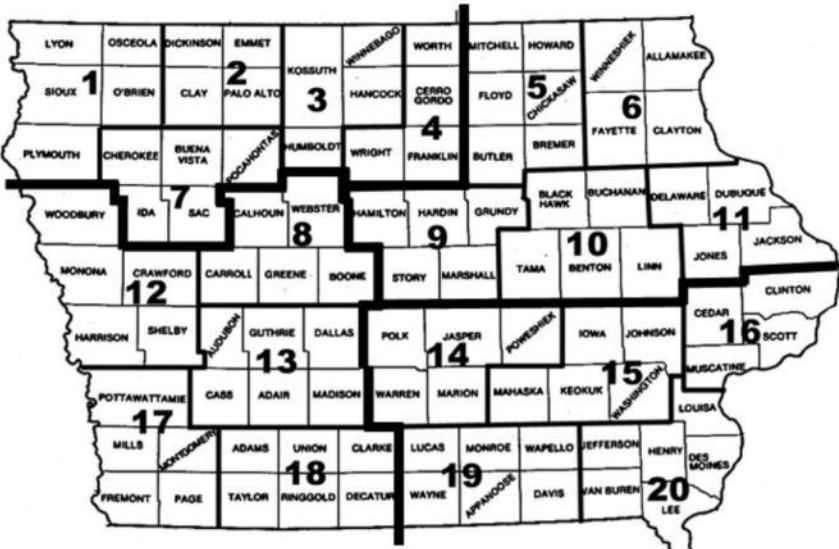 LYON OSCEOLA DICKINSON EMMET WINNEBAGO WORTH MITCHELL HOWARD WINNESHIEK ALLAMAKEE
KOSSUTH
1 2 3 5 6
SIOUX O'BRIEN CLAY PALO ALTO HANCOCK CERRO GORDO FLOYD CHICKASAW
4
PLYMOUTH CHEROKEE BUENA VISTA POCAHONTAS HUMBOLDT WRIGHT FRANKLIN BUTLER BREMER FAYETTE CLAYTON
7
WOODBURY IDA SAC CALHOUN WEBSTER HAMILTON HARDIN GRUNDY BLACK HAWK BUCHANAN DELAWARE DUBUQUE
8 9 10 11
MONONA CRAWFORD CARROLL GREENE BOONE STORY MARSHALL TAMA BENTON LINN JONES JACKSON
12
CLINTON
HARRISON SHELBY AUDUBON GUTHRIE DALLAS POLK JASPER POWESHIEK IOWA JOHNSON CEDAR SCOTT
13 14 15 16
MUSCATINE
POTTAWATTAMIE CASS ADAIR MADISON WARREN MARION MAHASKA KEOKUK WASHINGTON LOUISA
17
MILLS MONTGOMERY ADAMS UNION CLARKE LUCAS MONROE WAPELLO JEFFERSON HENRY DES MOINES
18 19 20
FREMONT PAGE TAYLOR RINGGOLD DECATUR WAYNE APPANOOSE DAVIS VAN BUREN LEE